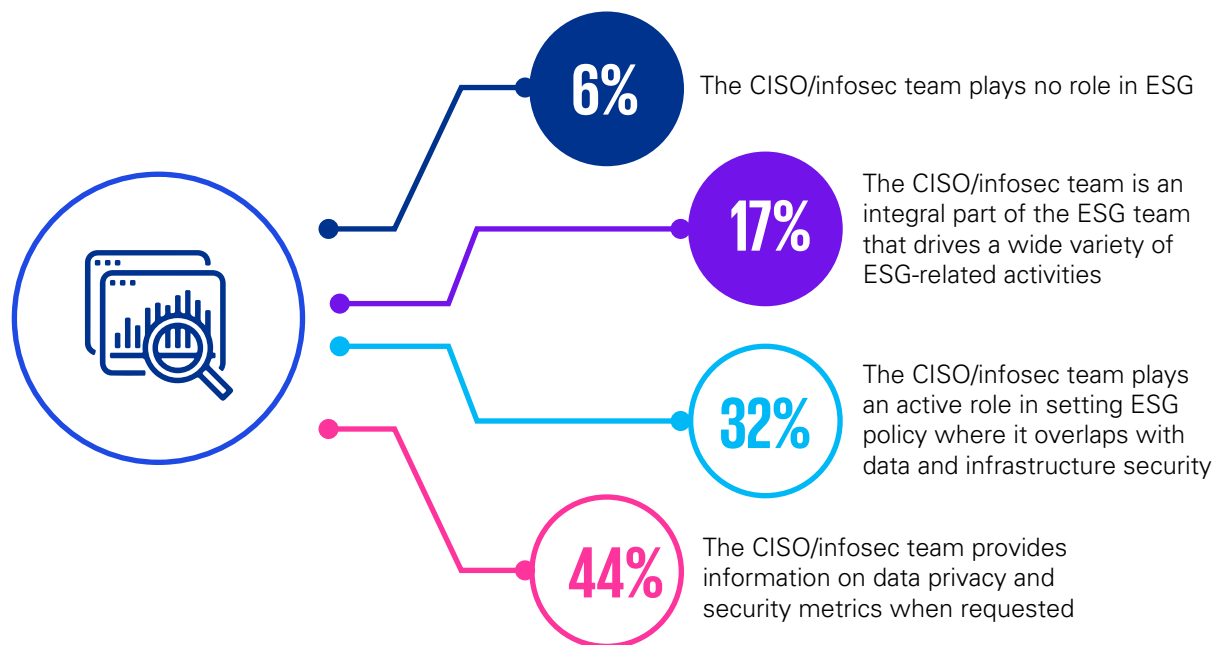 6%
The CISO/infosec team plays no role in ESG
17%
The CISO/infosec team is an
integral part of the ESG team
that drives a wide variety of
ESG-related activities
32%
The CISO/infosec team plays
an active role in setting ESG
policy where it overlaps with
data and infrastructure security
44%
The CISO/infosec team provides
information on data privacy and
security metrics when requested